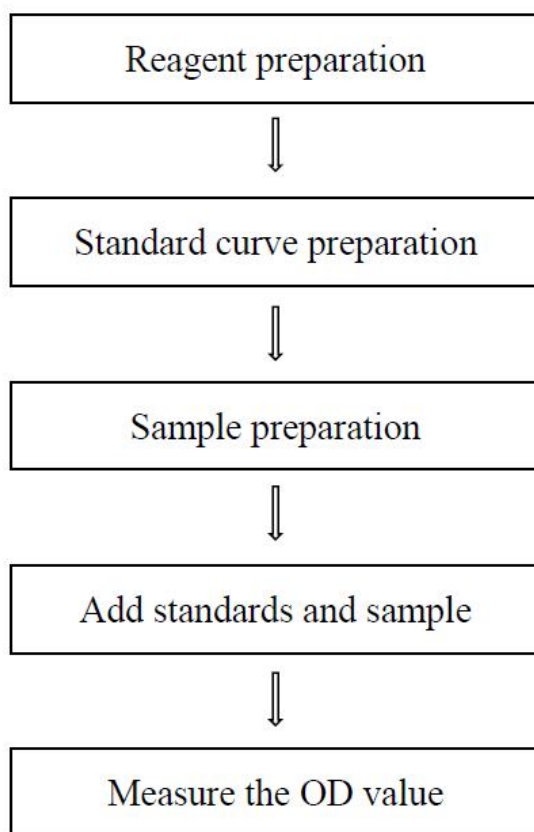 Reagent preparation
Standard curve preparation
Sample preparation
Add standards and sample
Measure the OD value